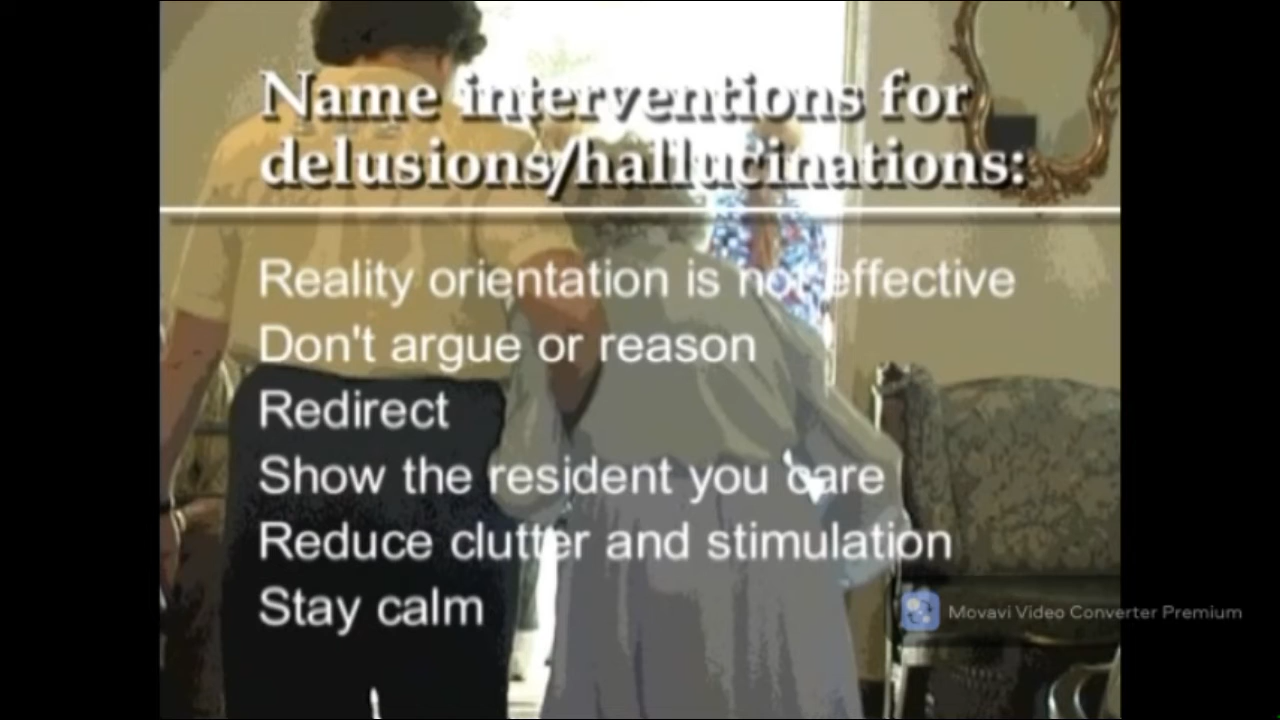 Name interventions for
delusions/hallucinations:
Reality orientation is not effective
Don't argue or reason
Redirect
Show the resident you care
Reduce clutter and stimulation
Stay calm
Movavi Video Converter Premium